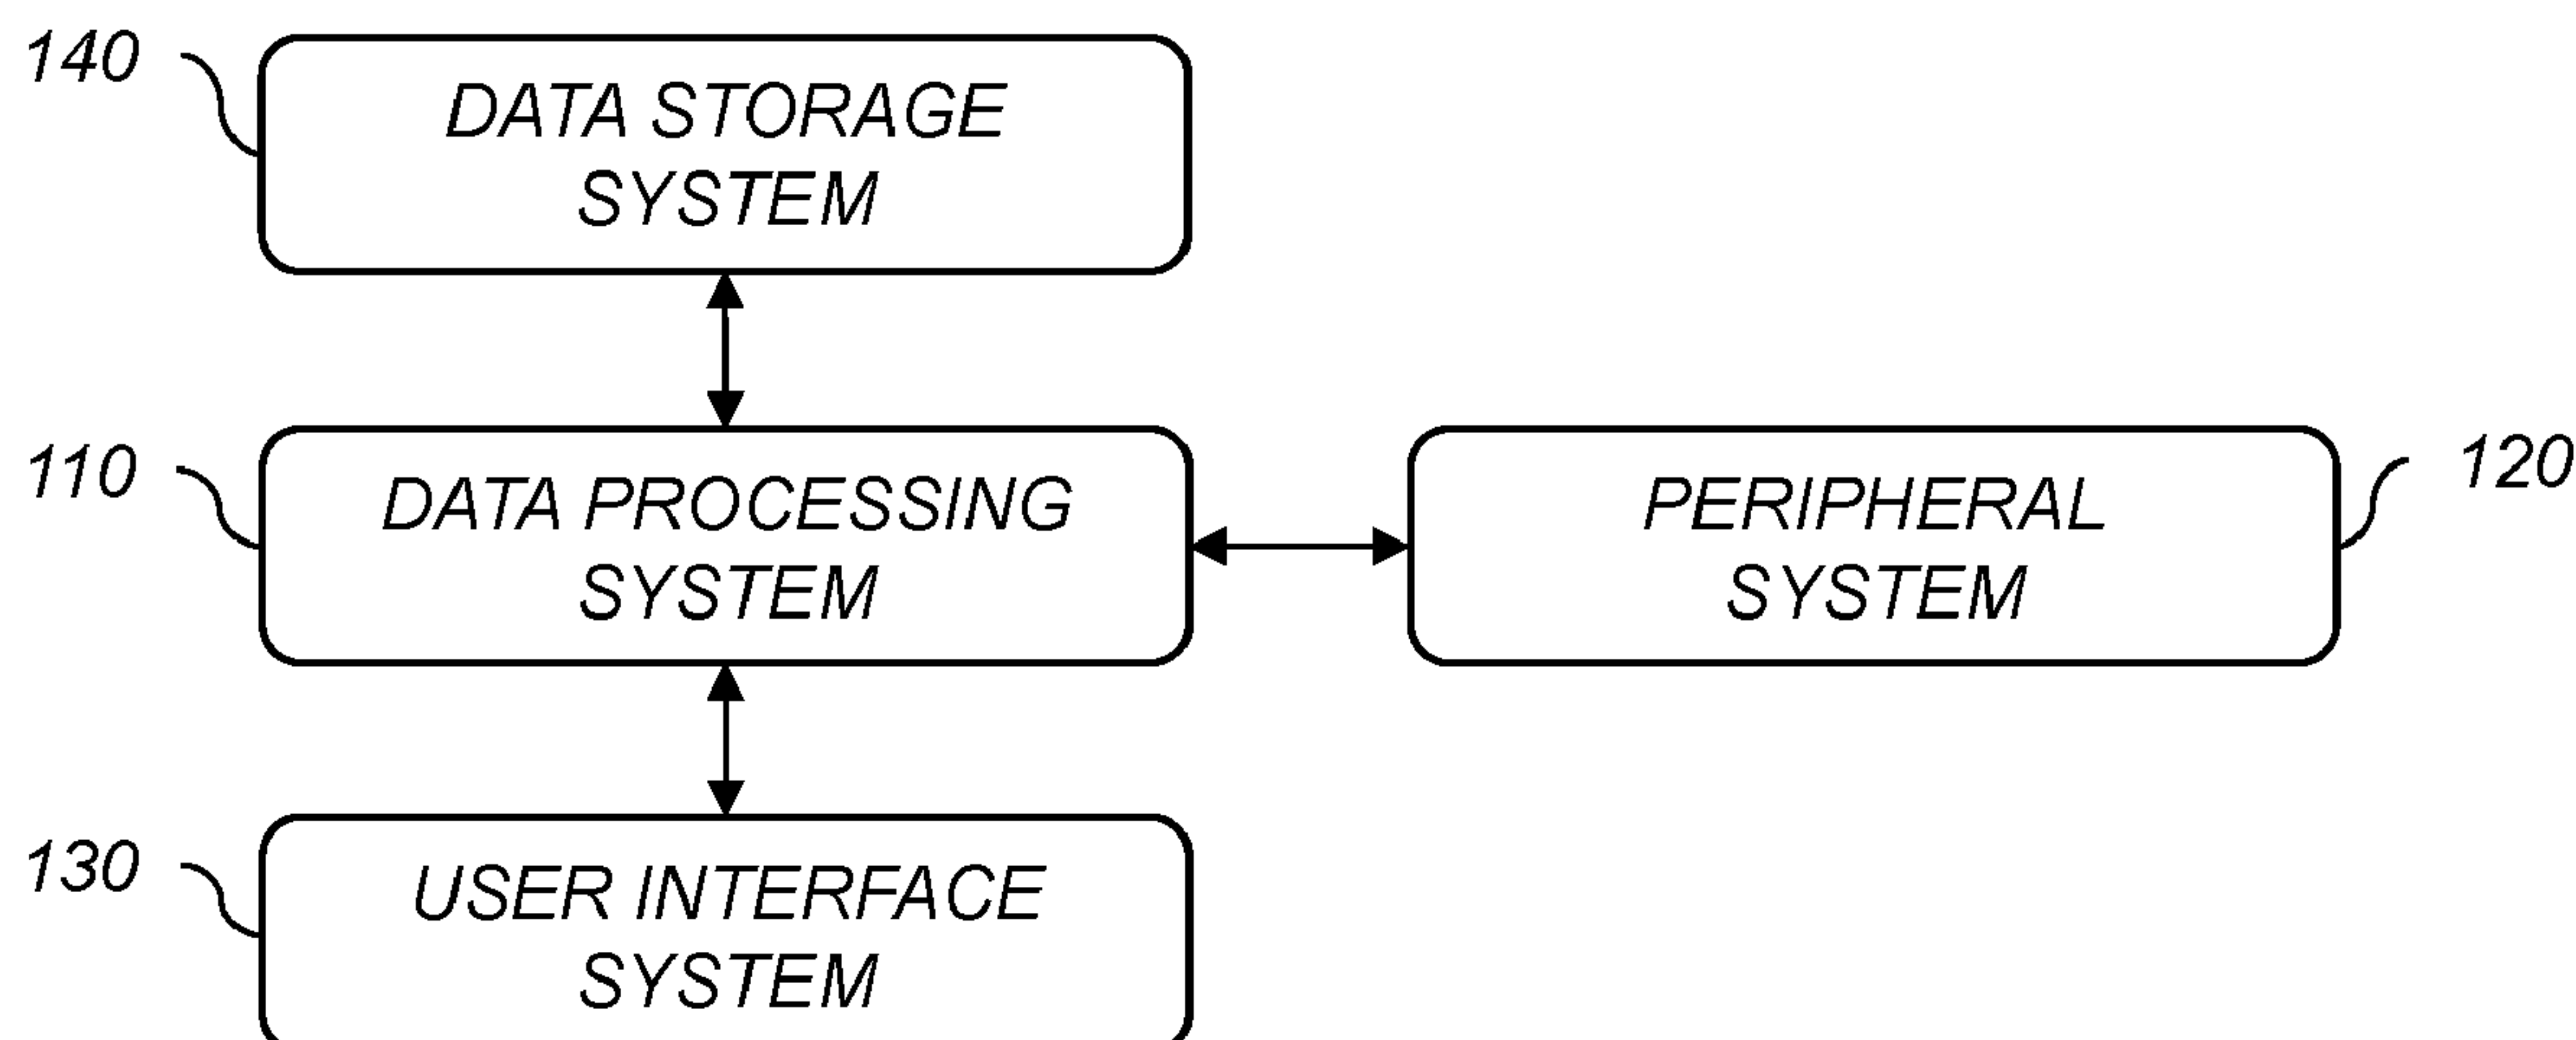 140
DATA STORAGE
SYSTEM
110
DATA PROCESSING
SYSTEM
PERIPHERAL
SYSTEM
120
130
USER INTERFACE
SYSTEM